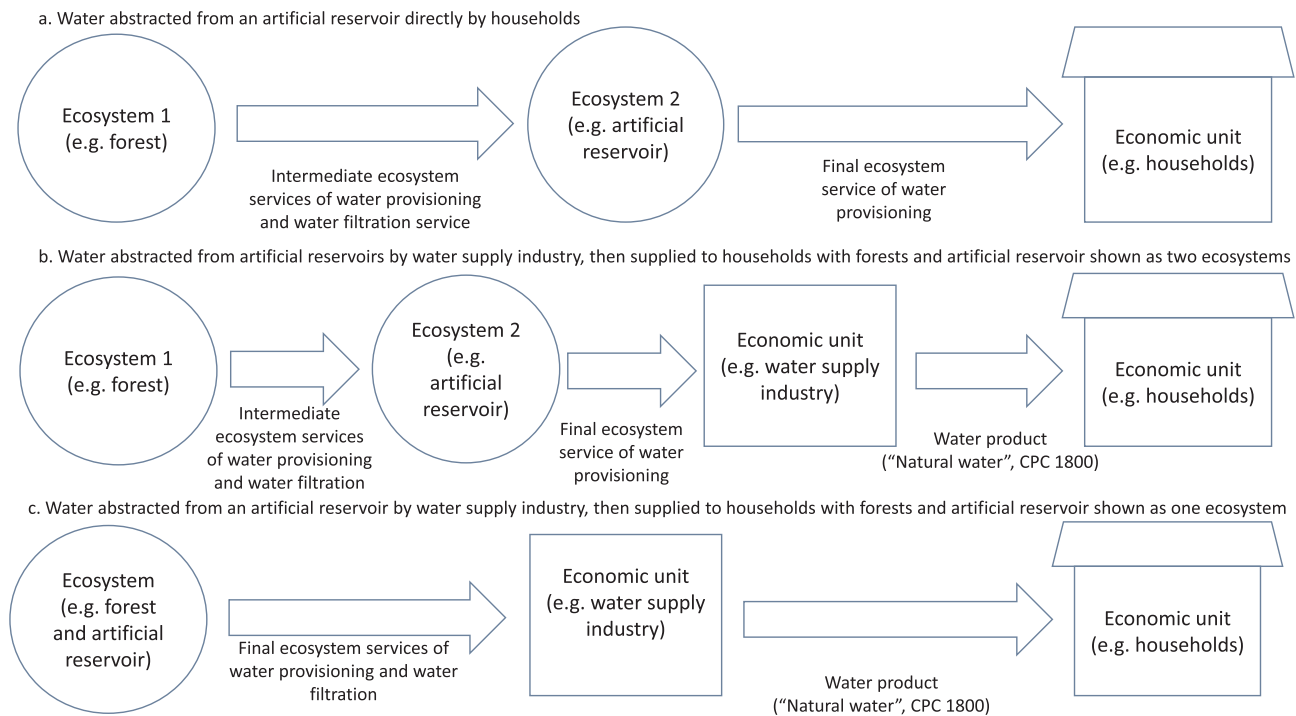 a. Water abstracted from an artificial reservoir directly by households
Ecosystem 1
(e.g. forest)
Intermediate ecosystem
services of water provisioning
and water filtration service
Ecosystem 2
(e.g. artificial
reservoir)
Final ecosystem
service of water
provisioning
Economic unit
(e.g. households)
b. Water abstracted from artificial reservoirs by water supply industry, then supplied to households with forests and artificial reservoir shown as two ecosystems
Ecosystem 1
(e.g. forest)
Intermediate
ecosystem services
of water provisioning
and water filtration
Ecosystem 2
(e.g.
artificial
reservoir)
Final ecosystem
service of water
provisioning
Economic unit
(e.g. water supply
industry)
Water product
(“Natural water”, CPC 1800)
Economic unit
(e.g. households)
c. Water abstracted from an artificial reservoir by water supply industry, then supplied to households with forests and artificial reservoir shown as one ecosystem
Ecosystem
(e.g. forest
and artificial
reservoir)
Final ecosystem services of
water provisioning and water
filtration
Economic unit
(e.g. water supply
industry)
Water product
(“Natural water”, CPC 1800)
Economic unit
(e.g. households)